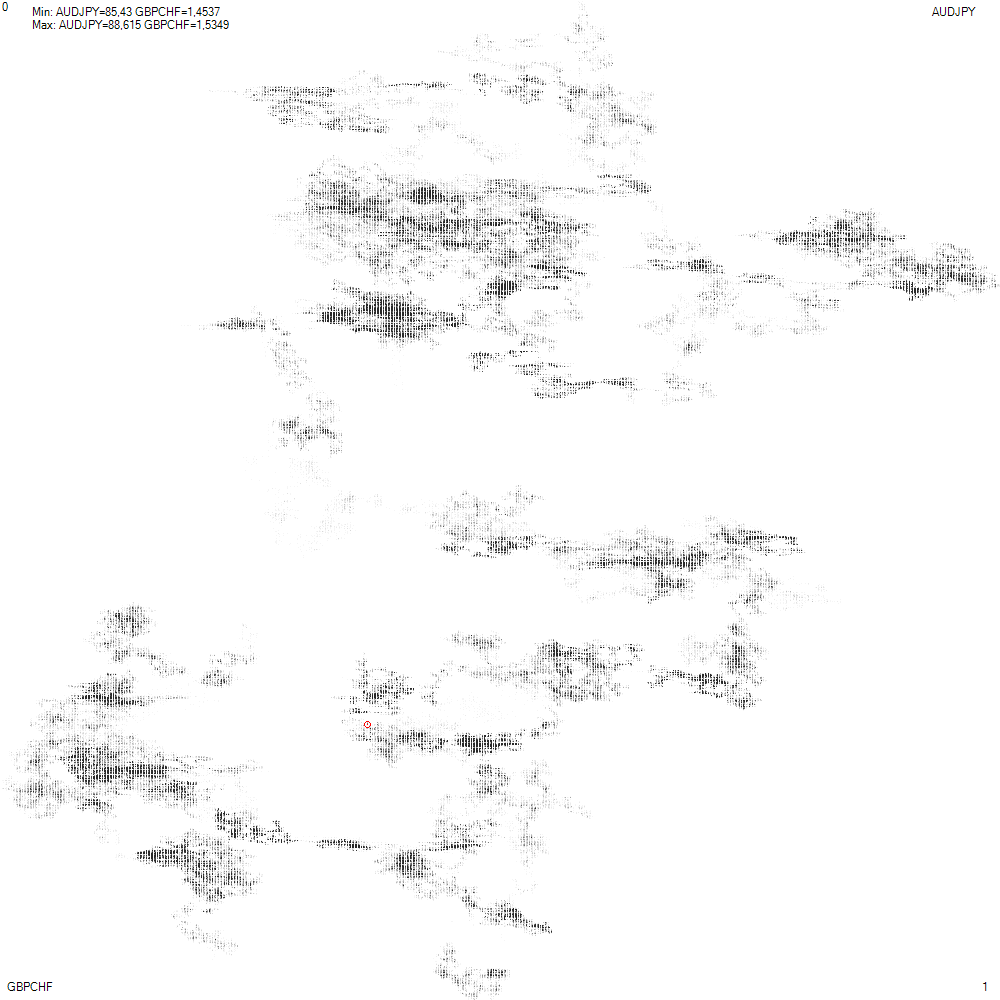 0
Min: AUDJPY=85,43 GBPCHF=1,4537
Max: AUDJPY=88,615 GBPCHF=1,5349
AUDJPY
GBPCHF
1